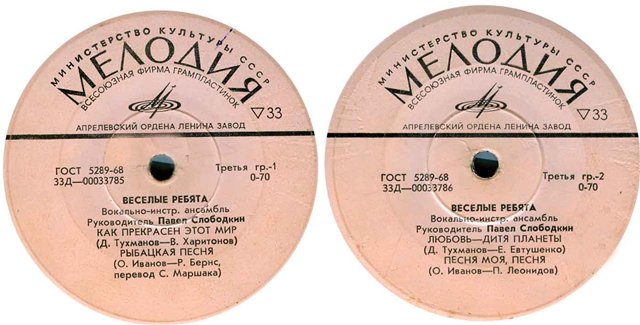 МИНИСТЕРСТВО КУЛЬТУРЫ СССР
МЕЛОДИЯ
ВСЕСОЮЗНАЯ ФИРМА ГРАМПЛАСТИНОК
▽33
АПРЕЛЕВСКИЙ ОРДЕНА ЛЕНИНА ЗАВОД
ГОСТ 5289-68
33Д—00033785
Третья гр.-1
0-70
ВЕСЕЛЫЕ РЕБЯТА
Вокально-инстр. ансамбль
Руководитель Павел Слободкин
КАК ПРЕКРАСЕН ЭТОТ МИР
(Д. Тухманов—В. Харитонов)
РЫБАЦКАЯ ПЕСНЯ
(О. Иванов—Р. Бернс,
перевод С. Маршака)
МИНИСТЕРСТВО КУЛЬТУРЫ СССР
МЕЛОДИЯ
ВСЕСОЮЗНАЯ ФИРМА ГРАМПЛАСТИНОК
▽33
АПРЕЛЕВСКИЙ ОРДЕНА ЛЕНИНА ЗАВОД
ГОСТ 5289-68
33Д—00033786
Третья гр.-2
0-70
ВЕСЕЛЫЕ РЕБЯТА
Вокально-инстр. ансамбль
Руководитель Павел Слободкин
ЛЮБОВЬ—ДИТЯ ПЛАНЕТЫ
(Д. Тухманов—Е. Евтушенко)
ПЕСНЯ МОЯ, ПЕСНЯ
(О. Иванов—П. Леонидов)